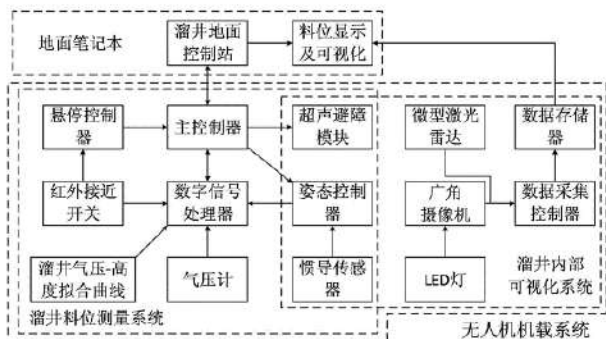 地面笔记本
溜井地面
控制站
料位显示
及可视化
悬停控制
器
主控制器
超声避障
模块
微型激光
雷达
数据存储
器
红外接近
开关
数字信号
处理器
姿态控制
器
广角
摄像机
数据采集
控制器
溜井气压-高
度拟合曲线
气压计
惯导传感
器
LED灯
溜井内部
可视化系统
溜井料位测量系统
无人机机载系统